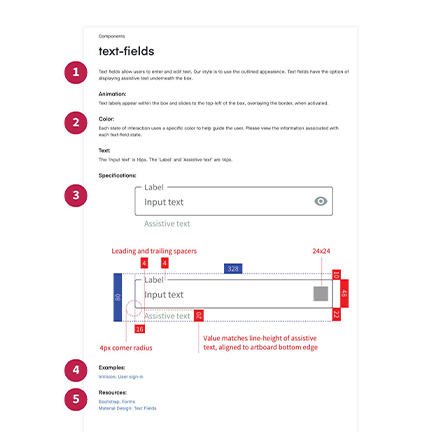 Components
text-fields
1
Text fields allow users to enter and edit text. Our style is to use the outlined appearance. Text fields have the option of
displaying assistive text underneath the box.
Animation:
Text labels appear within the box and slides to the top-left of the box, overlaying the border, when activated.
2
Color:
Each state of interaction uses a specific color to help guide the user. Please view the information associated with
each text-field state.
Text:
The 'Input text' is 16px. The 'Label' and 'Assistive text' are 14px.
Specifications:
3
Label
Input text
Assistive text
Leading and trailing spacers
24x24
4 4
328
10
Label
80
Input text
48
Assistive text
20
22
16
4px corner radius
Value matches line-height of assistive
text, aligned to artboard bottom edge
4
Examples:
User sign-in
5
Resources:
Bootstrap: Forms
Material Design: Text Fields